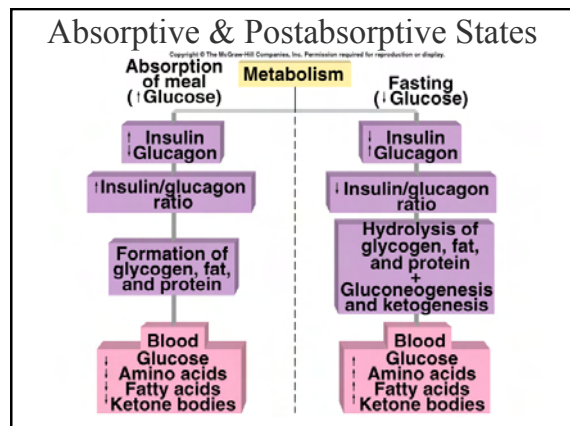 Absorptive & Postabsorptive States
Copyright © The McGraw-Hill Companies, Inc. Permission required for reproduction or display.
Absorption
of meal
(↑Glucose)
Metabolism
Fasting
(↓Glucose)
↑ Insulin
↓ Glucagon
↓ Insulin
↑ Glucagon
↑Insulin/glucagon
ratio
↓ Insulin/glucagon
ratio
Formation of
glycogen, fat,
and protein
Hydrolysis of
glycogen, fat,
and protein
+
Gluconeogenesis
and ketogenesis
Blood
↓ Glucose
↓ Amino acids
↓ Fatty acids
↓ Ketone bodies
Blood
↑ Glucose
↑ Amino acids
↑ Fatty acids
↑ Ketone bodies